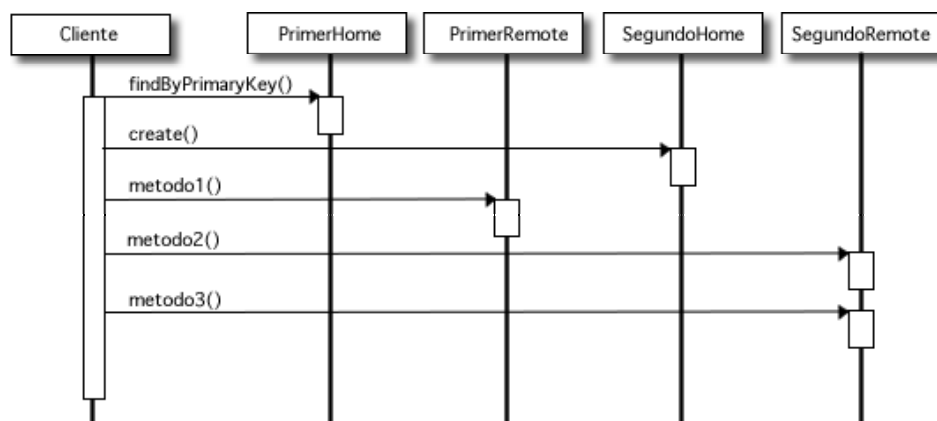 Cliente
PrimerHome
PrimerRemote
SegundoHome
SegundoRemote
findByPrimaryKey()
create()
metodo1()
metodo2()
metodo3()